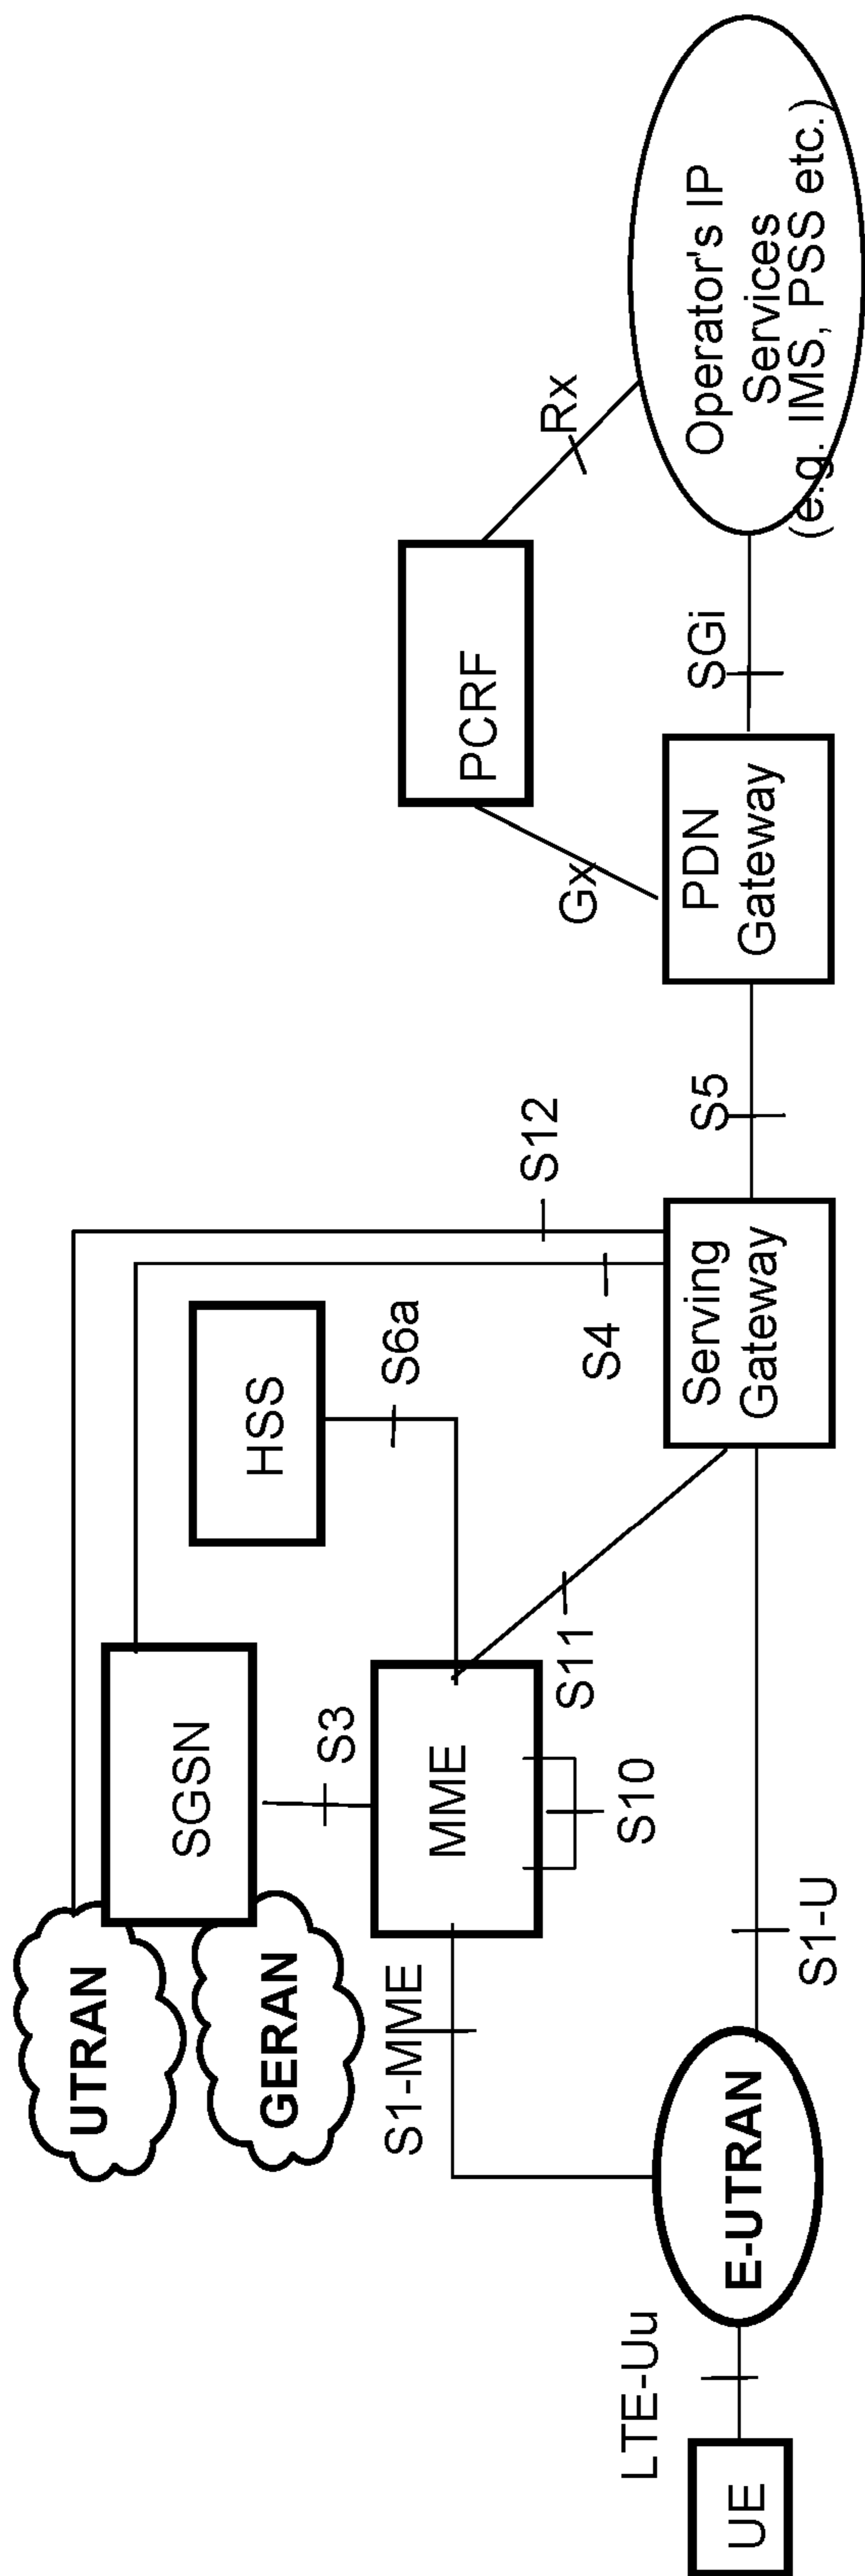 UTRAN
SGSN
GERAN
HSS
S3
S6a
S1-MME
MME
PCRF
S12
Rx
S11
S4
Gx
S10
LTE-Uu
E-UTRAN
Serving
Gateway
S5
PDN
Gateway
SGi
Operator's IP
Services
(e.g. IMS, PSS etc.)
UE
S1-U